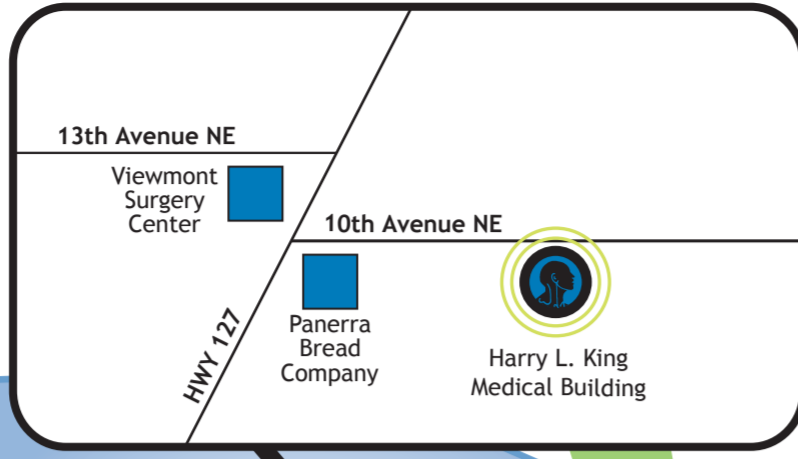 13th Avenue NE
Viewmont
Surgery
Center
10th Avenue NE
HWY 127
Panerra
Bread
Company
Harry L. King
Medical Building